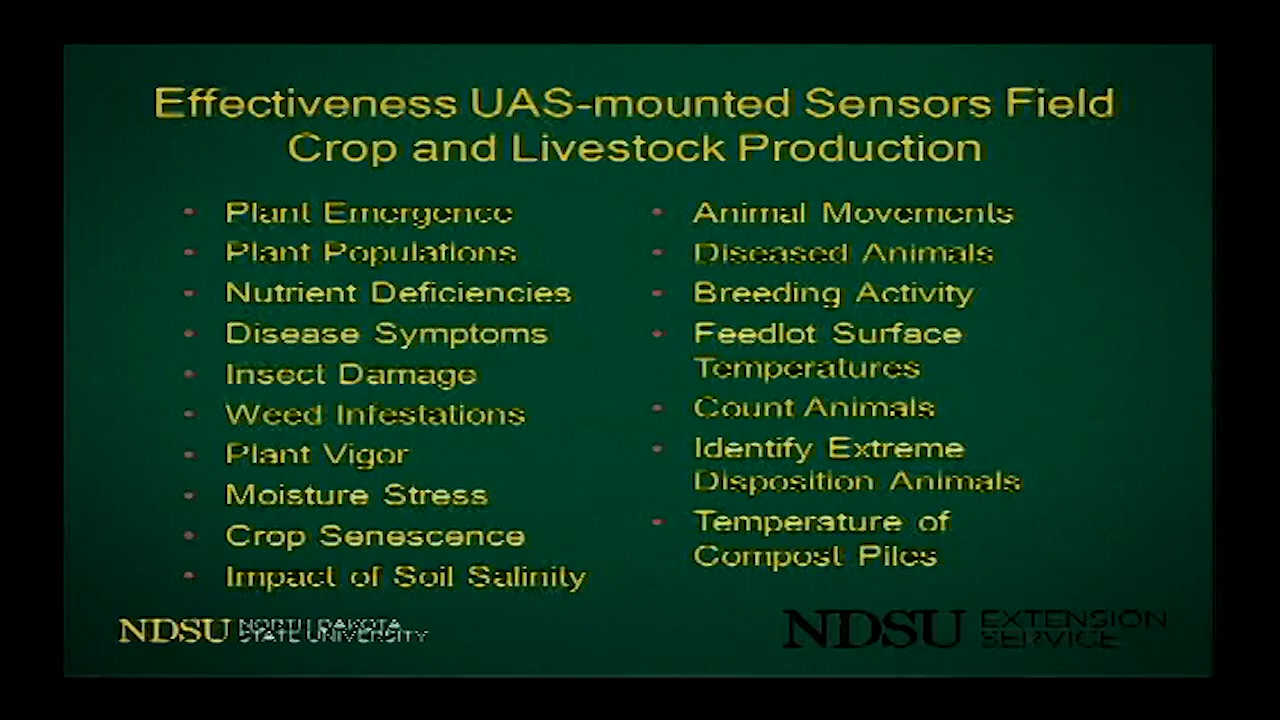 Effectiveness UAS-mounted Sensors Field
Crop and Livestock Production
• Plant Emergence
• Plant Populations
• Nutrient Deficiencies
• Disease Symptoms
• Insect Damage
• Weed Infestations
• Plant Vigor
• Moisture Stress
• Crop Senescence
• Impact of Soil Salinity
• Animal Movements
• Diseased Animals
• Breeding Activity
• Feedlot Surface
Temperatures
• Count Animals
• Identify Extreme
Disposition Animals
• Temperature of
Compost Piles
NDSU NORTH DAKOTA
STATE UNIVERSITY
NDSU EXTENSION
SERVICE